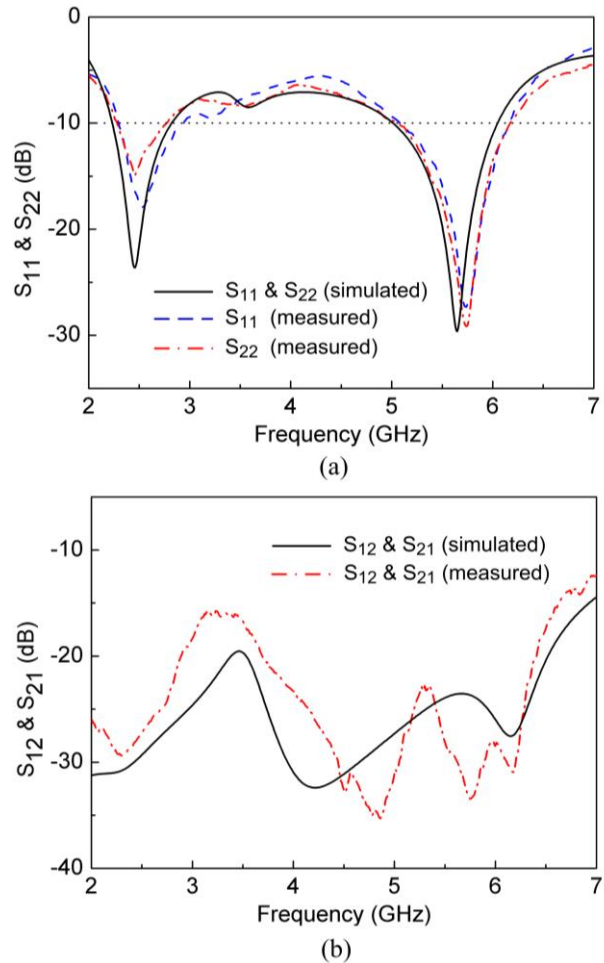 0
-10
-20
-30
S11 & S22 (dB)
S11 & S22 (simulated)
S11 (measured)
S22 (measured)
2 3 4 5 6 7
Frequency (GHz)
(a)
-10
-20
-30
-40
S12 & S21 (dB)
S12 & S21 (simulated)
S12 & S21 (measured)
2 3 4 5 6 7
Frequency (GHz)
(b)